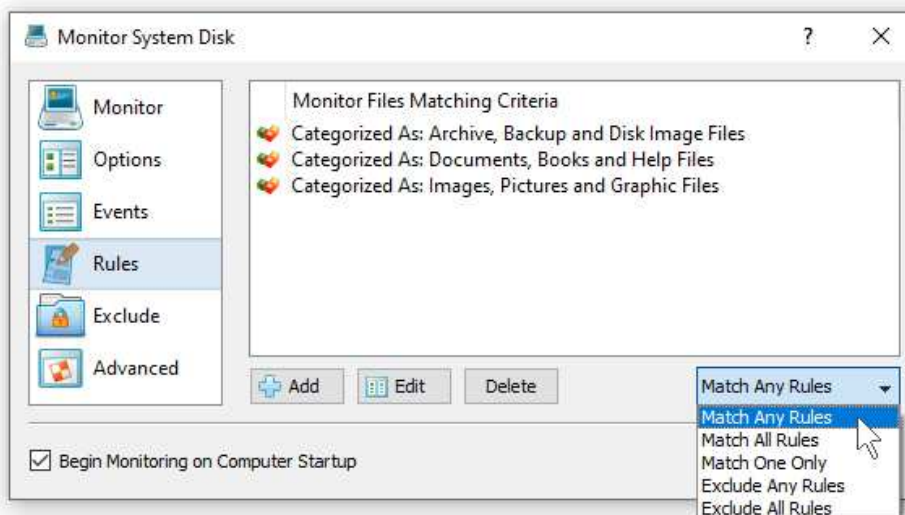 Monitor System Disk
?
Monitor
Options
Events
Rules
Exclude
Advanced
Monitor Files Matching Criteria
Categorized As: Archive, Backup and Disk Image Files
Categorized As: Documents, Books and Help Files
Categorized As: Images, Pictures and Graphic Files
Add
Edit
Delete
Match Any Rules
Match Any Rules
Match All Rules
Match One Only
Exclude Any Rules
Exclude All Rules
Begin Monitoring on Computer Startup